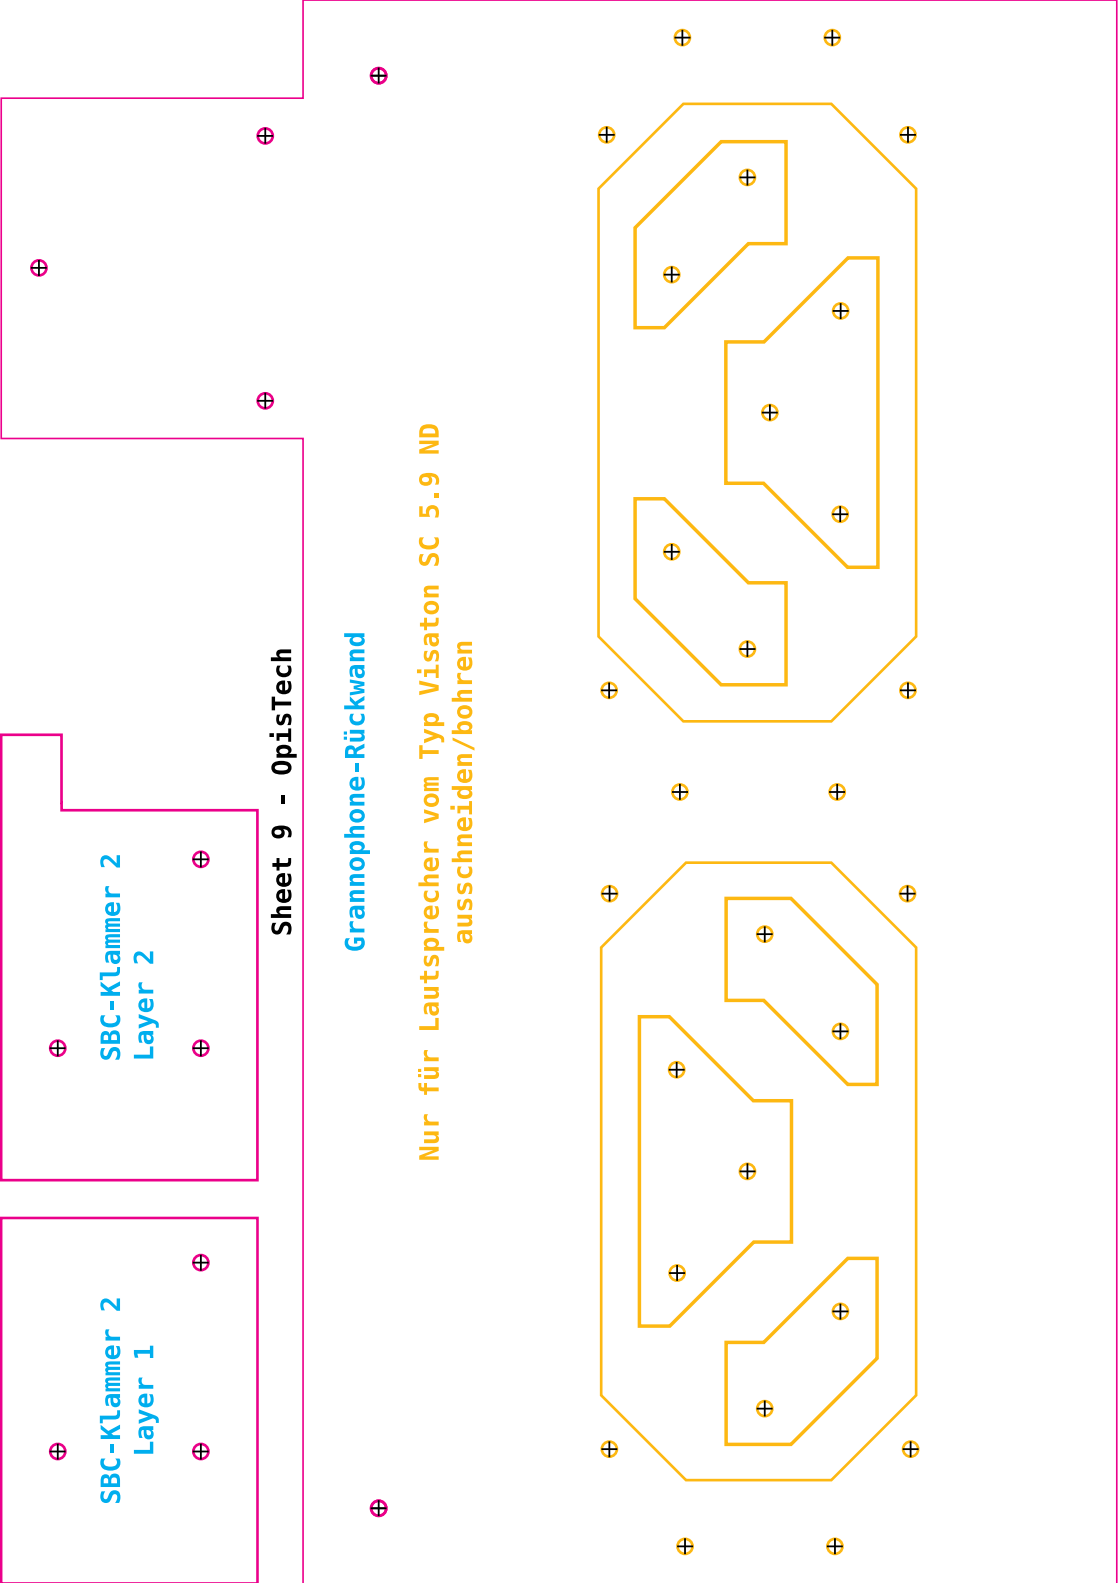 SBC-Klammer 2
Layer 2
SBC-Klammer 2
Layer 1
Sheet 9 - OpisTech
Grannophone-Rückwand
Nur für Lautsprecher vom Typ Visaton SC 5.9 ND
ausschneiden/bohren